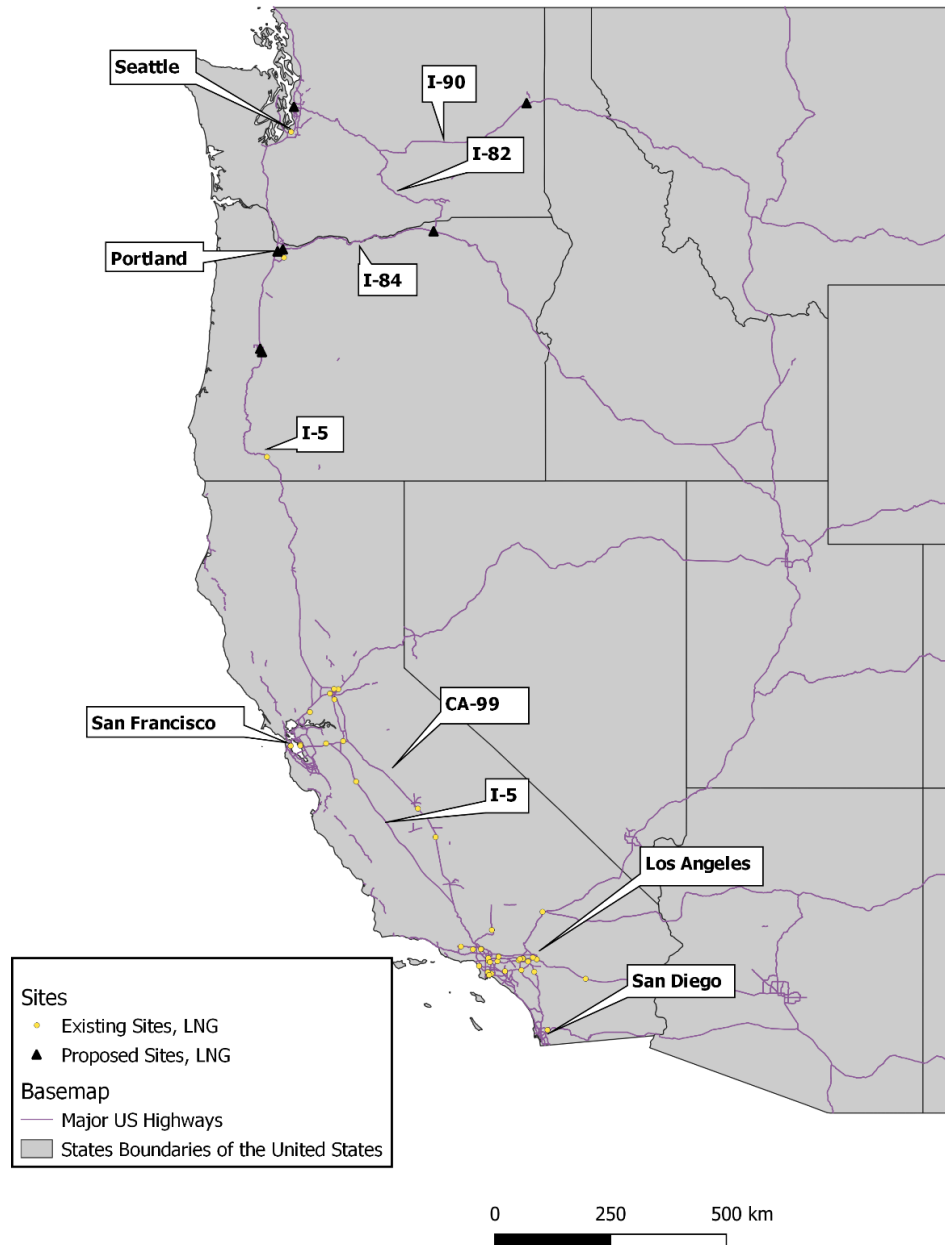 Seattle
I-90
I-82
Portland
I-84
I-5
CA-99
San Francisco
I-5
Los Angeles
San Diego
Sites
Existing Sites, LNG
Proposed Sites, LNG
Basemap
Major US Highways
States Boundaries of the United States
0 250 500 km